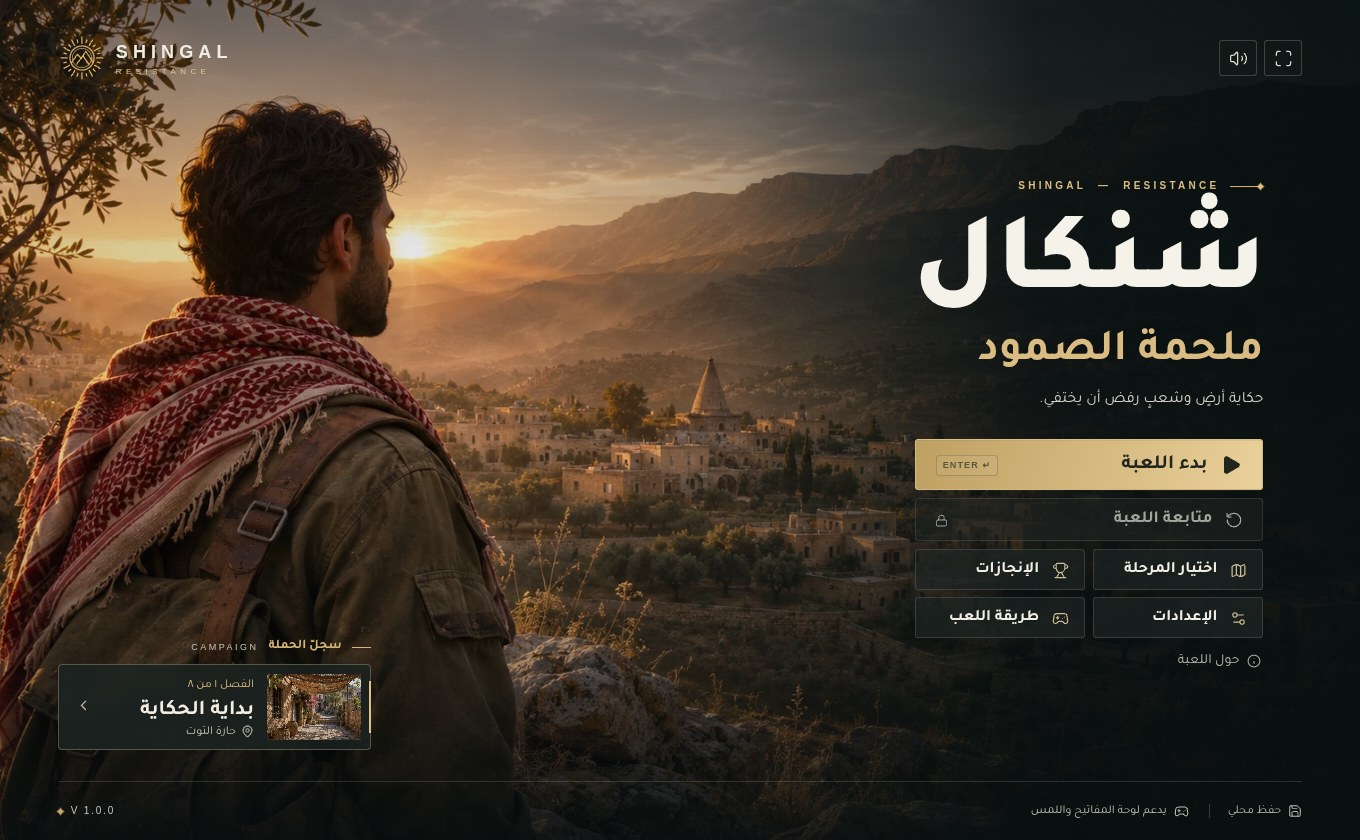 SHINGAL
RESISTANCE
SHINGAL — RESISTANCE
شنكال
ملحمة الصمود
حكاية أرضٍ وشعبٍ رفض أن يختفي.
بدء اللعبة
ENTER ↵
متابعة اللعبة
اختيار المرحلة
الإنجازات
الإعدادات
طريقة اللعب
حول اللعبة
سجلّ الحملة CAMPAIGN
الفصل ١ من ٨
بداية الحكاية
حارة التوت
حفظ محلي
يدعم لوحة المفاتيح واللمس
V 1.0.0